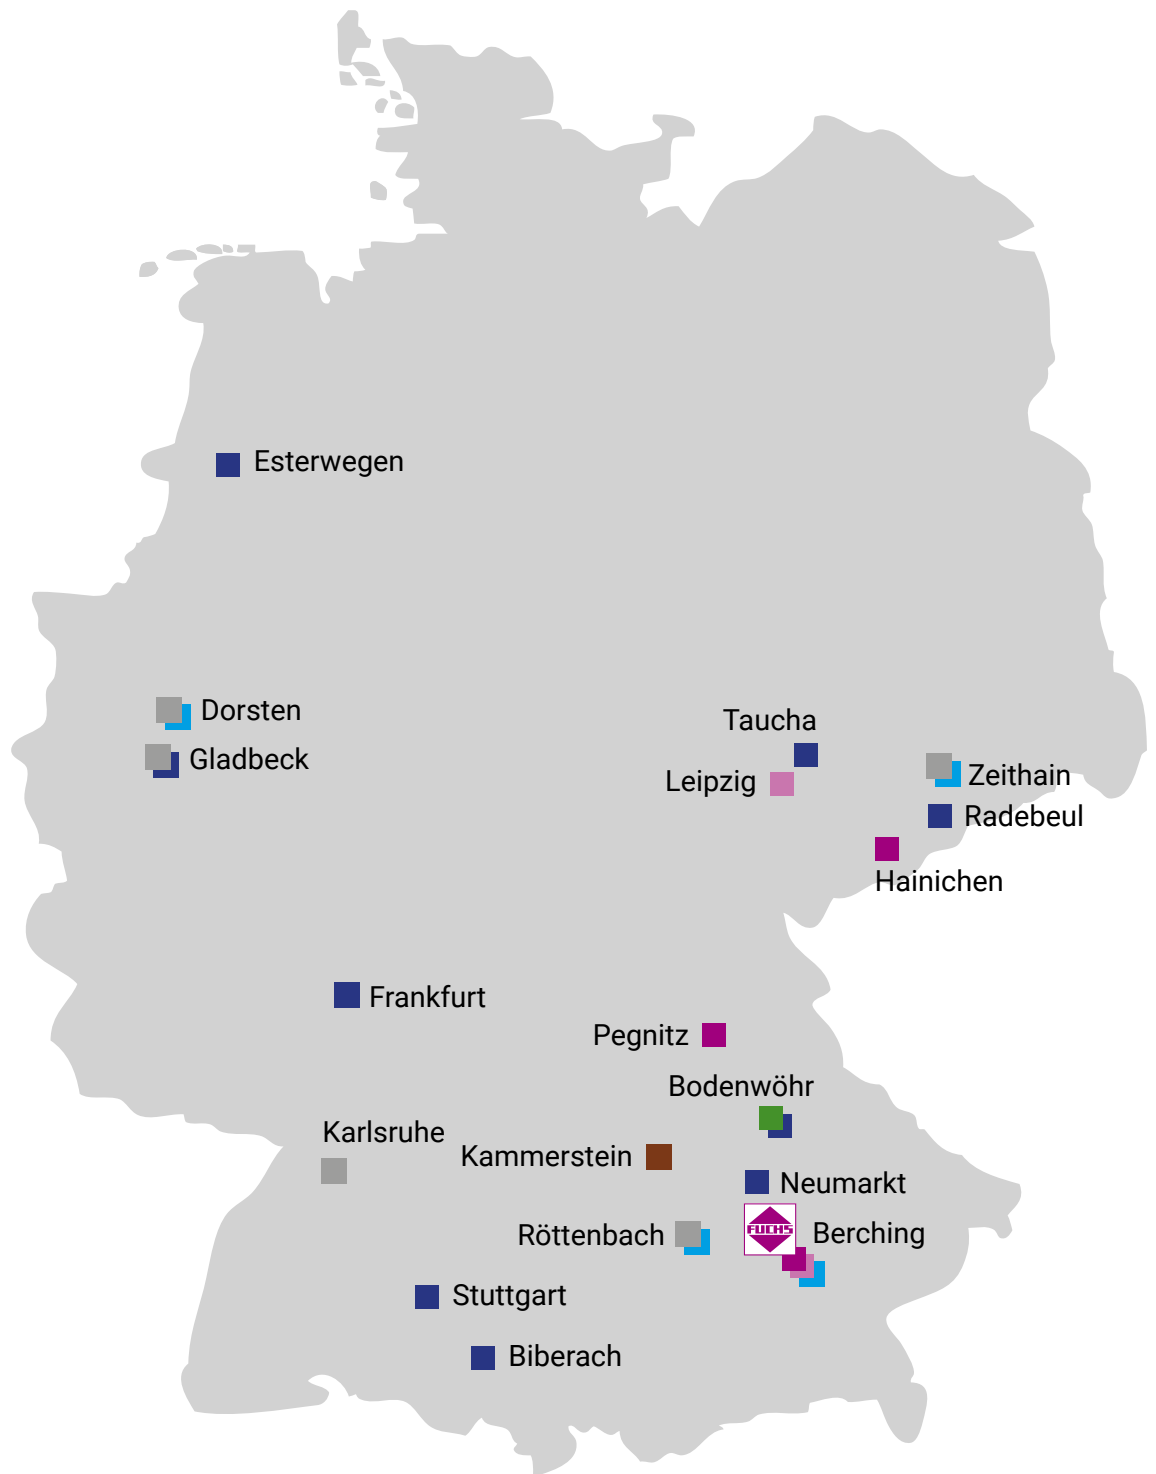 Esterwegen
Dorsten
Gladbeck
Taucha
Leipzig
Zeithain
Radebeul
Hainichen
Frankfurt
Pegnitz
Bodenwöhr
Karlsruhe
Kammerstein
Neumarkt
Röttenbach
FUCHS
Berching
Stuttgart
Biberach